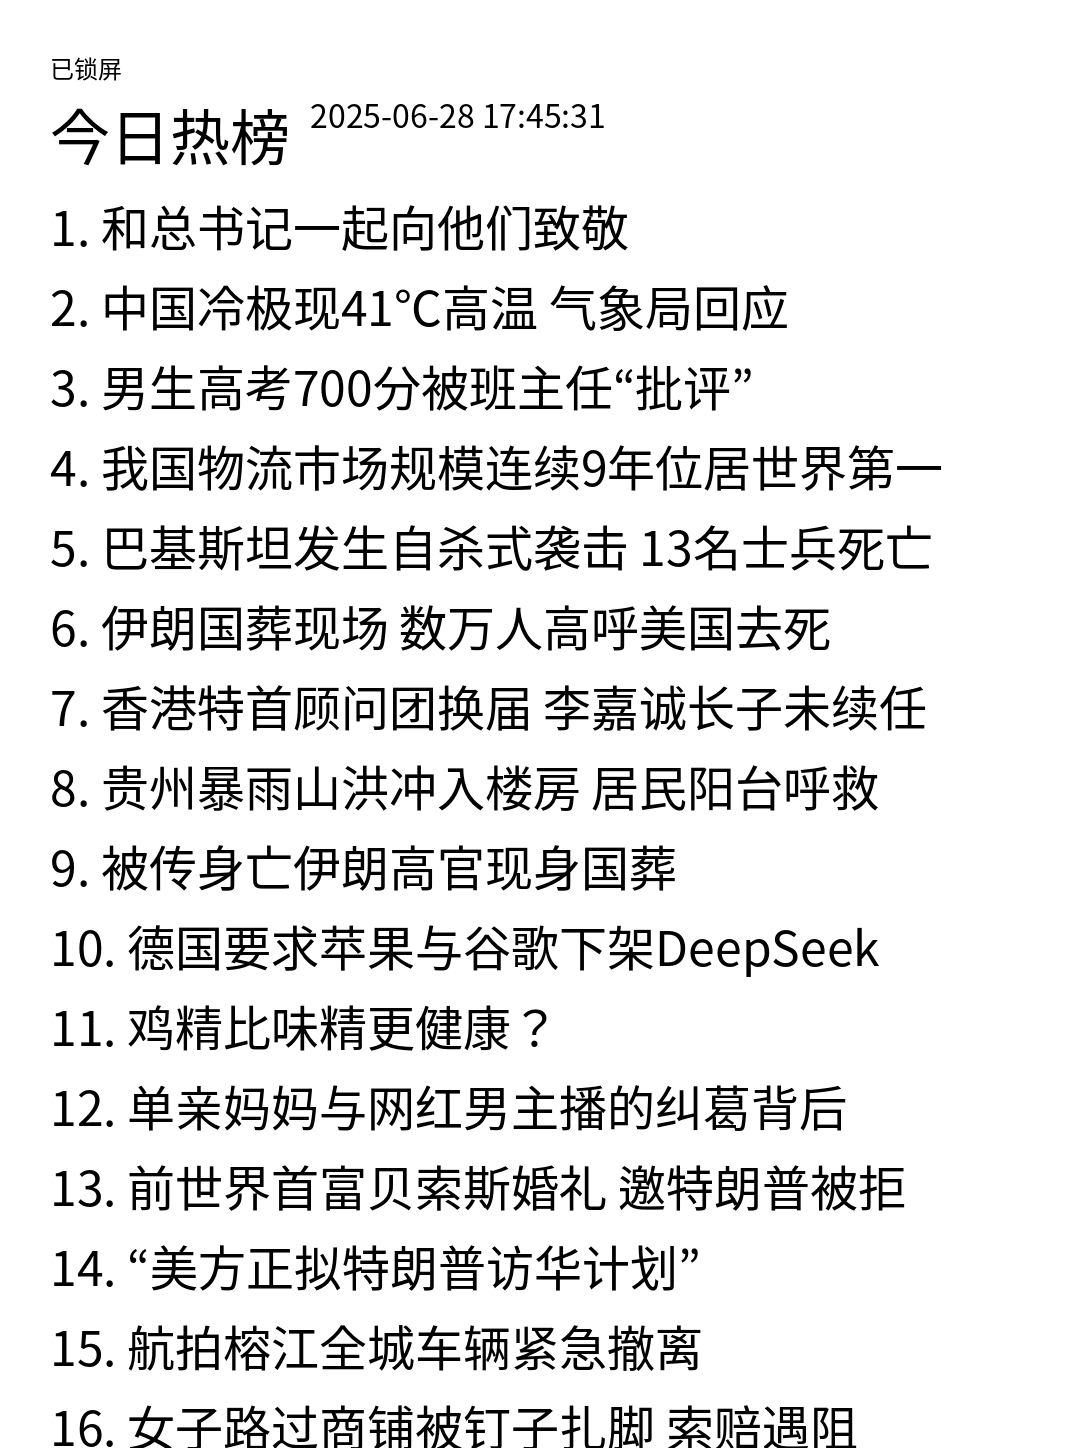 已锁屏
今日热榜 2025-06-28 17:45:31
1. 和总书记一起向他们致敬
2. 中国冷极现41℃高温 气象局回应
3. 男生高考700分被班主任“批评”
4. 我国物流市场规模连续9年位居世界第一
5. 巴基斯坦发生自杀式袭击 13名士兵死亡
6. 伊朗国葬现场 数万人高呼美国去死
7. 香港特首顾问团换届 李嘉诚长子未续任
8. 贵州暴雨山洪冲入楼房 居民阳台呼救
9. 被传身亡伊朗高官现身国葬
10. 德国要求苹果与谷歌下架DeepSeek
11. 鸡精比味精更健康？
12. 单亲妈妈与网红男主播的纠葛背后
13. 前世界首富贝索斯婚礼 邀特朗普被拒
14. “美方正拟特朗普访华计划”
15. 航拍榕江全城车辆紧急撤离
16. 女子路过商铺被钉子扎脚 索赔遇阻